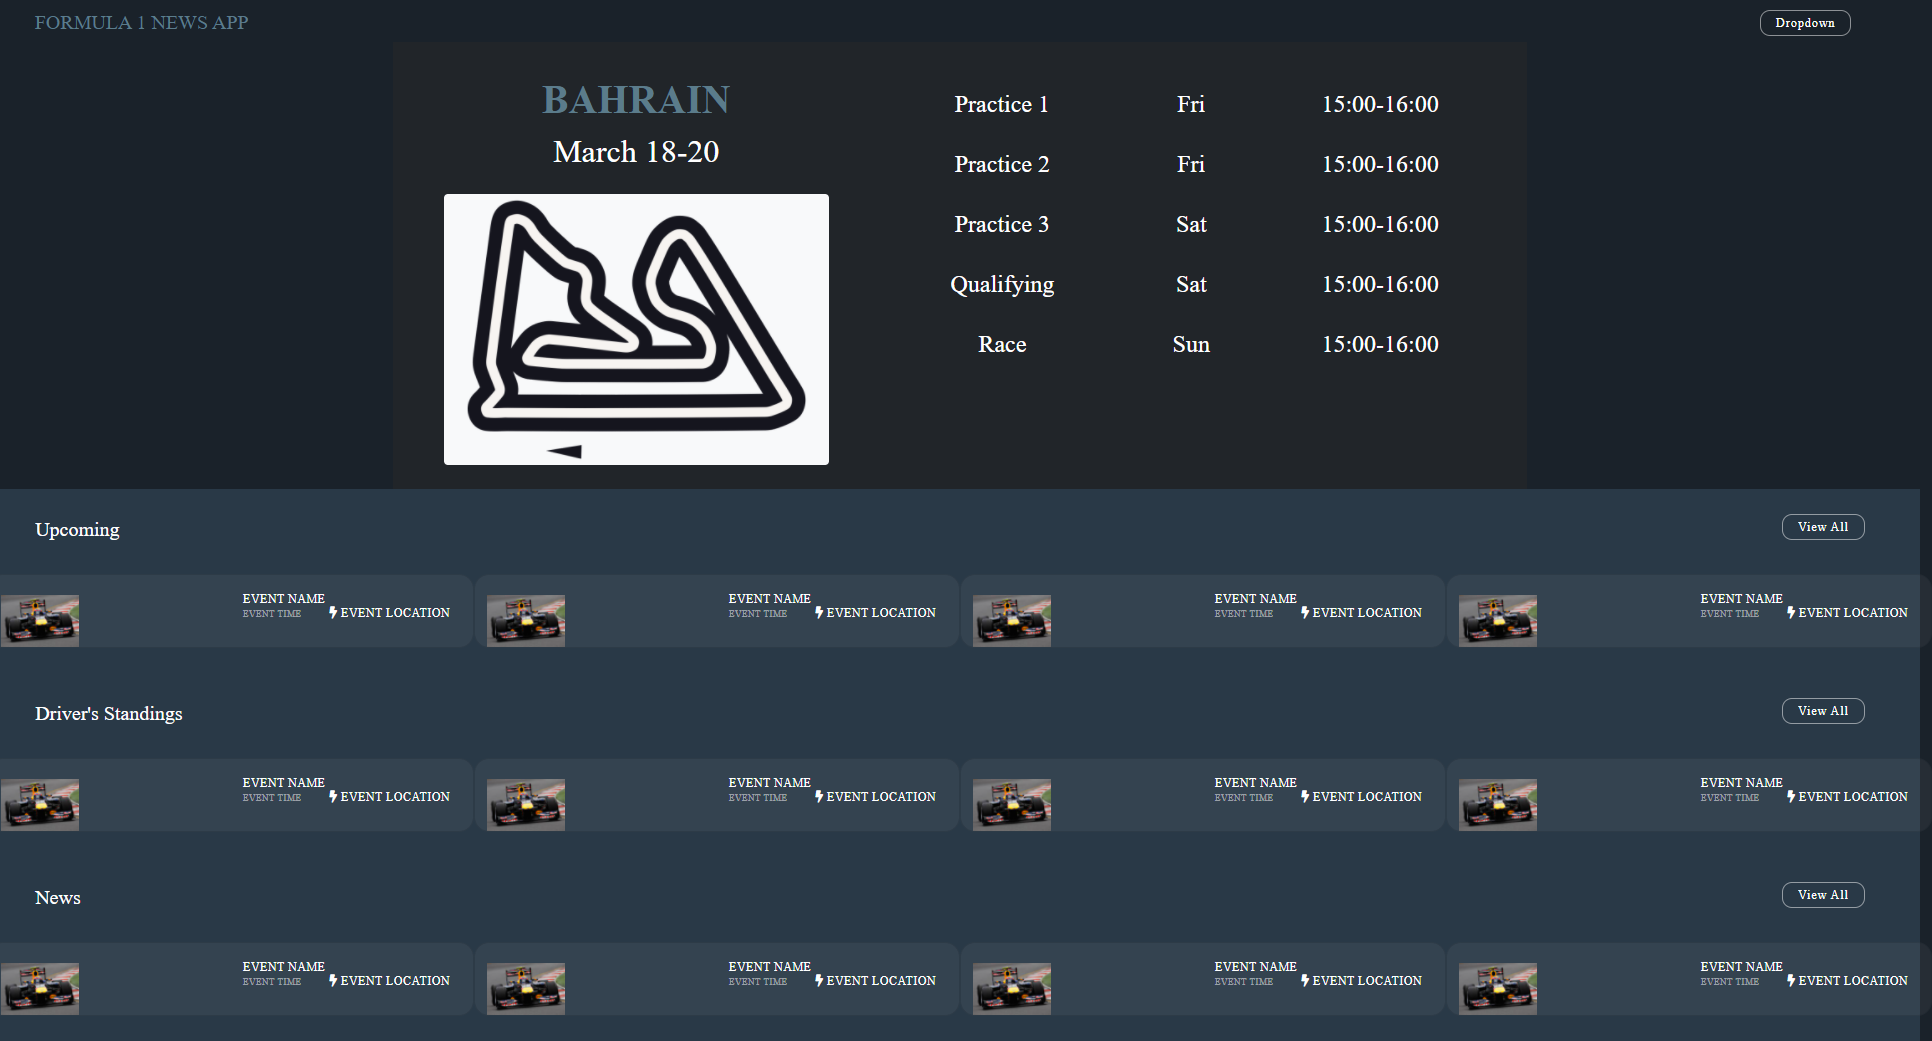 FORMULA 1 NEWS APP
Dropdown
BAHRAIN
March 18-20
Practice 1 Fri 15:00-16:00
Practice 2 Fri 15:00-16:00
Practice 3 Sat 15:00-16:00
Qualifying Sat 15:00-16:00
Race Sun 15:00-16:00
Upcoming
View All
EVENT NAME EVENT NAME EVENT NAME EVENT NAME
EVENT TIME EVENT LOCATION EVENT TIME EVENT LOCATION EVENT TIME EVENT LOCATION EVENT TIME EVENT LOCATION
Driver's Standings
View All
EVENT NAME EVENT NAME EVENT NAME EVENT NAME
EVENT TIME EVENT LOCATION EVENT TIME EVENT LOCATION EVENT TIME EVENT LOCATION EVENT TIME EVENT LOCATION
News
View All
EVENT NAME EVENT NAME EVENT NAME EVENT NAME
EVENT TIME EVENT LOCATION EVENT TIME EVENT LOCATION EVENT TIME EVENT LOCATION EVENT TIME EVENT LOCATION